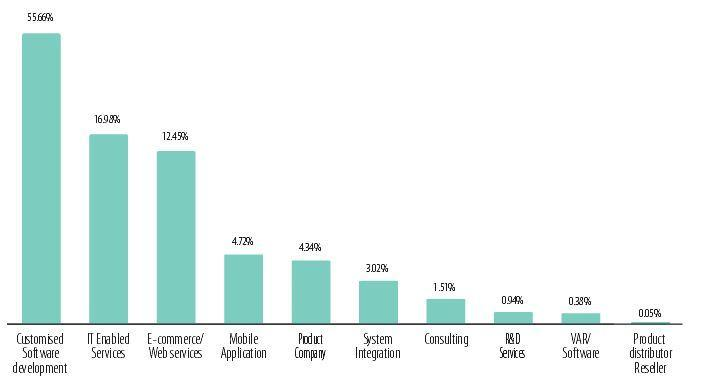 55.66%
16.98%
12.45%
4.72%
4.34%
3.02%
1.51%
0.94%
0.38%
0.05%
Customised
Software
development
IT Enabled
Services
E-commerce/
Web services
Mobile
Application
Product
Company
System
Integration
Consulting
R&D
Services
VAR/
Software
Product
distributor
Reseller